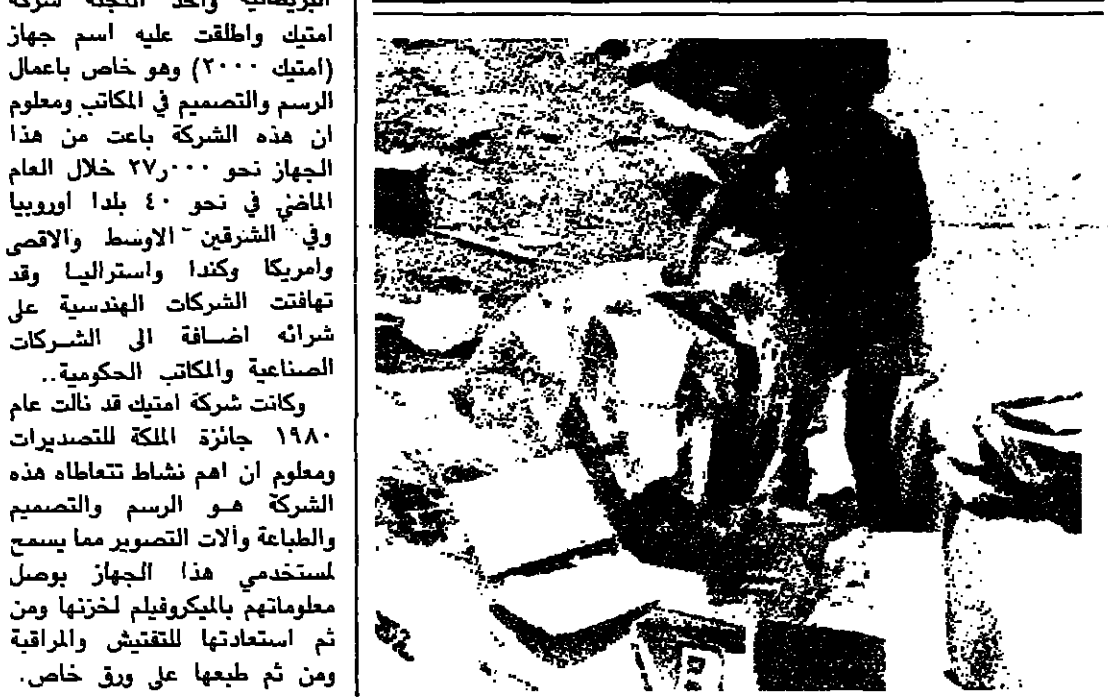 البريطانية واحد اللجنة شركة
امتيك واطلقت عليه اسم جهاز
(امتيك ٢٠٠٠) وهو خاص باعمال
الرسم والتصميم في المكاتب ومعلوم
ان هذه الشركة باعت من هذا
الجهاز نحو ٢٧٫٠٠٠ خلال العام
الماضي في نحو ٤٠ بلدا اوروبيا
وفي الشرقين الاوسط والاقصى
وامريكا وكندا واستراليا وقد
تهافتت الشركات الهندسية على
شرائه اضافة الى الشركات
الصناعية والمكاتب الحكومية..
وكانت شركة امتيك قد نالت عام
١٩٨٠ جائزة الملكة للتصديرات
ومعلوم ان اهم نشاط تتعاطاه هذه
الشركة هو الرسم والتصميم
والطباعة وآلات التصوير مما يسمح
لمستخدمي هذا الجهاز بوصل
معلوماتهم بالميكروفيلم لخزنها ومن
ثم استعادتها للتفتيش والمراقبة
ومن ثم طبعها على ورق خاص.